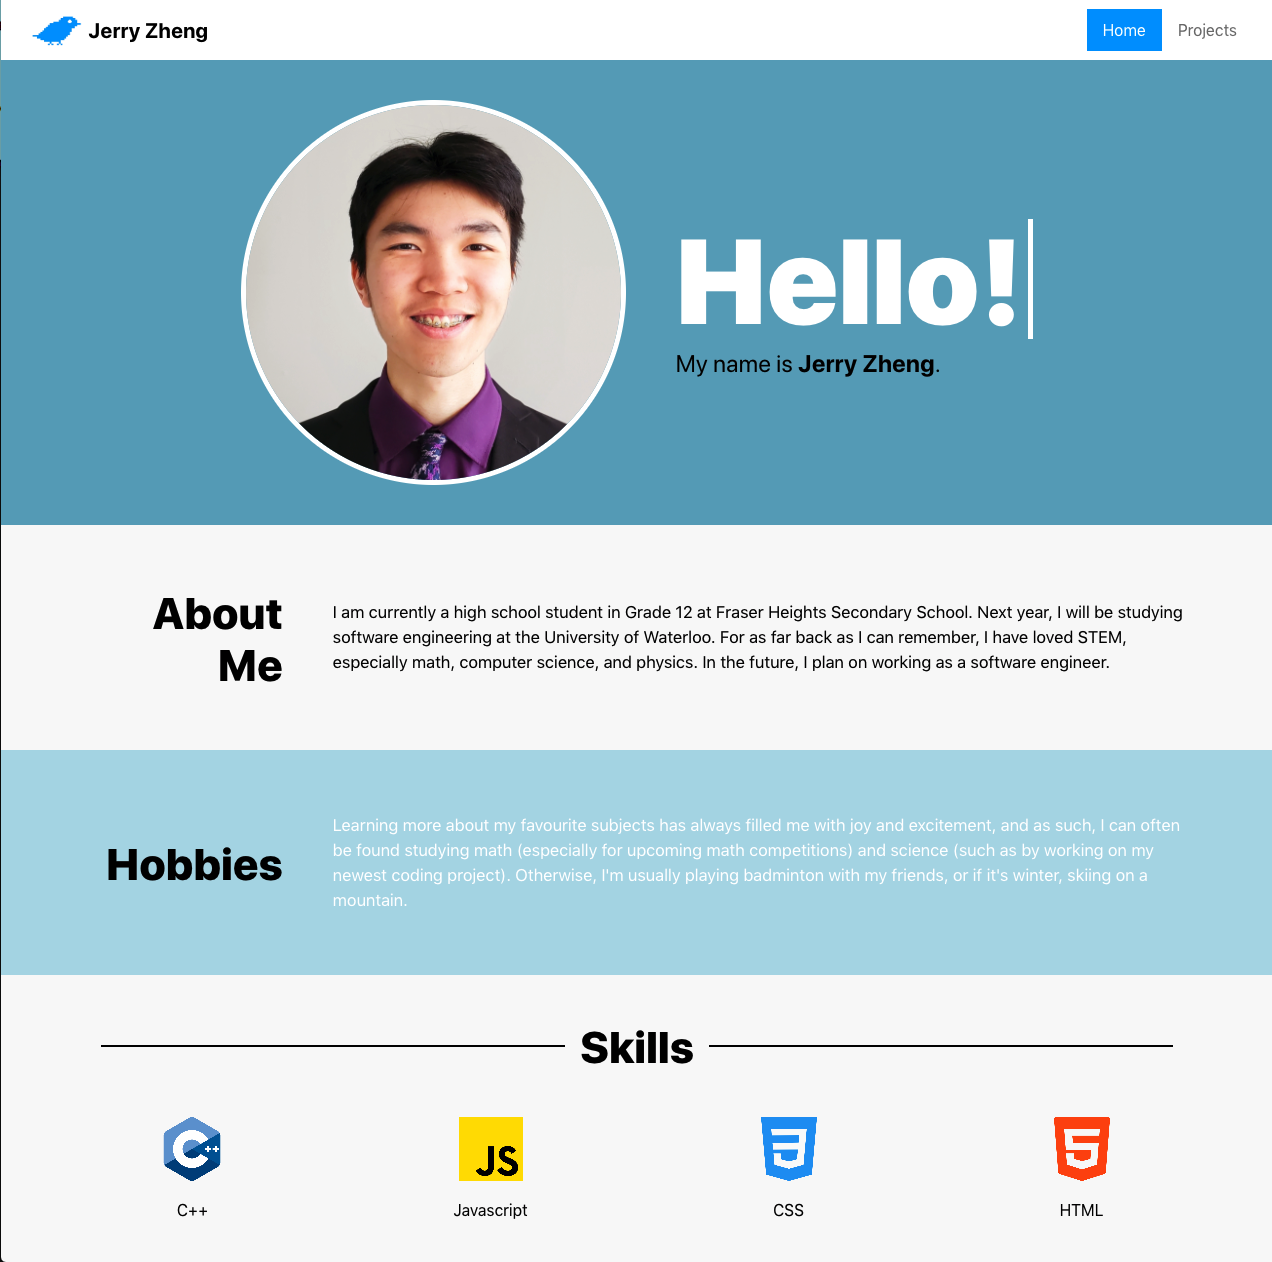 Jerry Zheng
Home
Projects
Hello!
My name is Jerry Zheng.
About
Me
I am currently a high school student in Grade 12 at Fraser Heights Secondary School. Next year, I will be studying
software engineering at the University of Waterloo. For as far back as I can remember, I have loved STEM,
especially math, computer science, and physics. In the future, I plan on working as a software engineer.
Hobbies
Learning more about my favourite subjects has always filled me with joy and excitement, and as such, I can often
be found studying math (especially for upcoming math competitions) and science (such as by working on my
newest coding project). Otherwise, I'm usually playing badminton with my friends, or if it's winter, skiing on a
mountain.
Skills
C++
JS
3
5
C++
Javascript
CSS
HTML